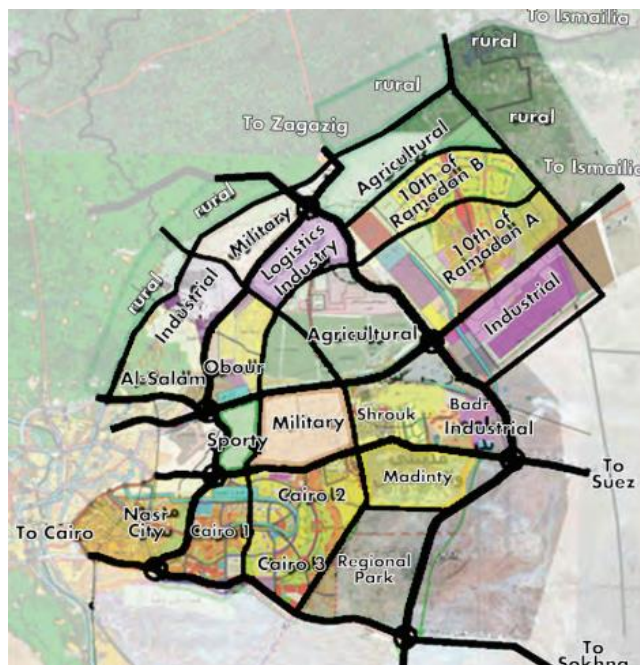 To Ismailia
rural
rural
To Zagazig
rural
Agricultural
To Ismailia
10th of
Ramadan B
rural
Military
Logistics
Industry
10th of
Ramadan A
rural
Industrial
Agricultural
Industrial
Obour
Al-Salam
Shrouk
Badr
Military
Industrial
Sporty
To
Suez
Madinty
Cairo 2
Nasr
City
Cairo 1
To Cairo
Cairo 3
Regional
Park
To
Sokhna